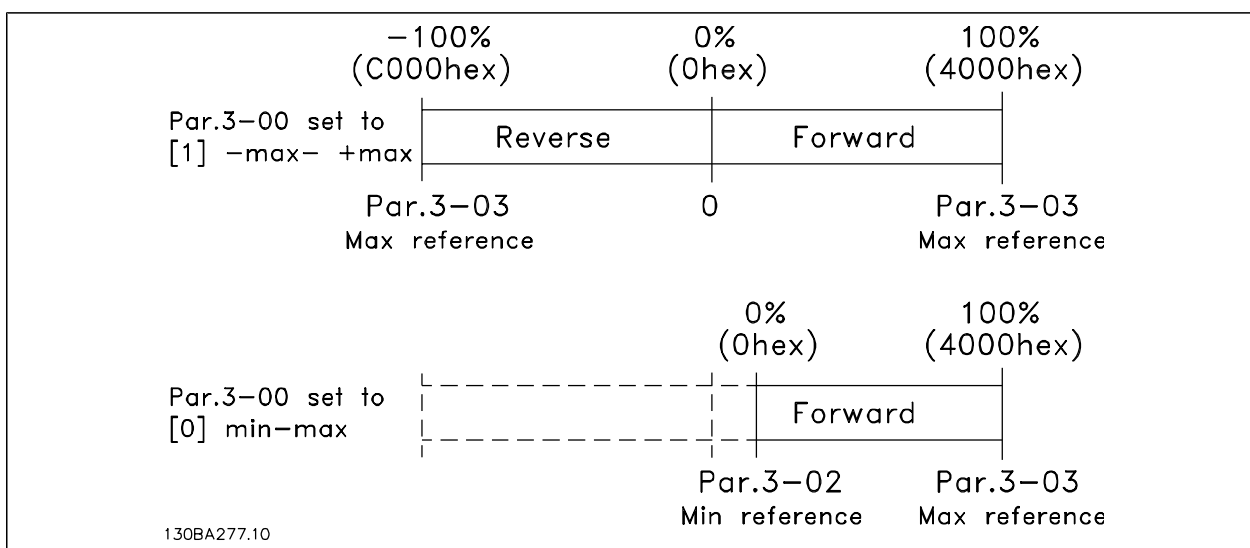 -100% 0% 100%
(C000hex) (0hex) (4000hex)
Par.3-00 set to
[1] -max- +max
Reverse Forward
Par.3-03 0 Par.3-03
Max reference Max reference
0% 100%
(0hex) (4000hex)
Par.3-00 set to
[0] min-max
Forward
Par.3-02 Par.3-03
Min reference Max reference
130BA277.10